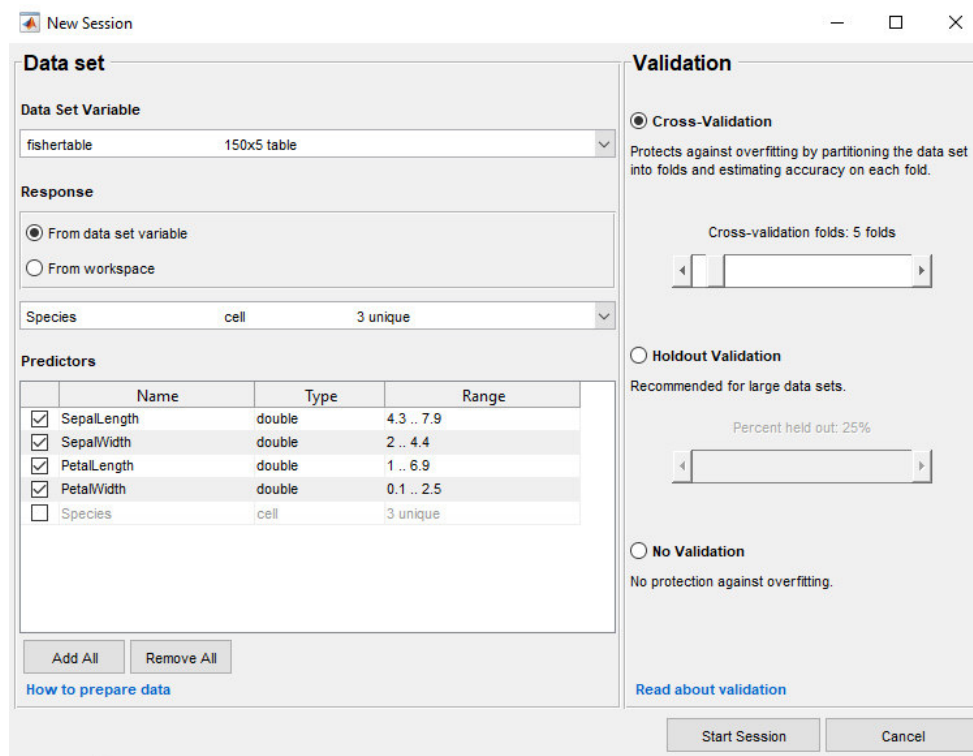 New Session
Data set
Data Set Variable
fishertable 150x5 table
Response
From data set variable
From workspace
Species cell 3 unique
Predictors
Name Type Range
SepalLength double 4.3 .. 7.9
SepalWidth double 2 .. 4.4
PetalLength double 1 .. 6.9
PetalWidth double 0.1 .. 2.5
Species cell 3 unique
Add All Remove All
How to prepare data
Validation
Cross-Validation
Protects against overfitting by partitioning the data set
into folds and estimating accuracy on each fold.
Cross-validation folds: 5 folds
Holdout Validation
Recommended for large data sets.
Percent held out: 25%
No Validation
No protection against overfitting.
Read about validation
Start Session Cancel